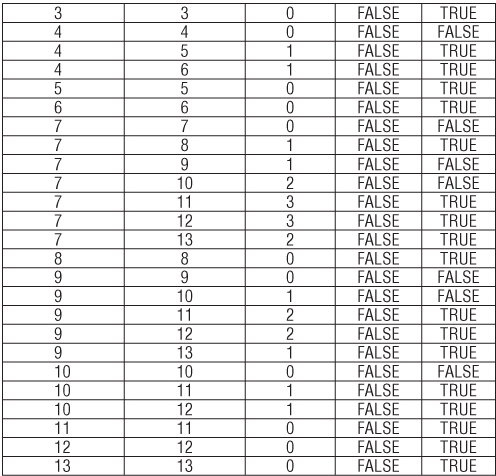 3 3 0 FALSE TRUE
4 4 0 FALSE FALSE
4 5 1 FALSE TRUE
4 6 1 FALSE TRUE
5 5 0 FALSE TRUE
6 6 0 FALSE TRUE
7 7 0 FALSE FALSE
7 8 1 FALSE TRUE
7 9 1 FALSE FALSE
7 10 2 FALSE FALSE
7 11 3 FALSE TRUE
7 12 3 FALSE TRUE
7 13 2 FALSE TRUE
8 8 0 FALSE TRUE
9 9 0 FALSE FALSE
9 10 1 FALSE FALSE
9 11 2 FALSE TRUE
9 12 2 FALSE TRUE
9 13 1 FALSE TRUE
10 10 0 FALSE FALSE
10 11 1 FALSE TRUE
10 12 1 FALSE TRUE
11 11 0 FALSE TRUE
12 12 0 FALSE TRUE
13 13 0 FALSE TRUE